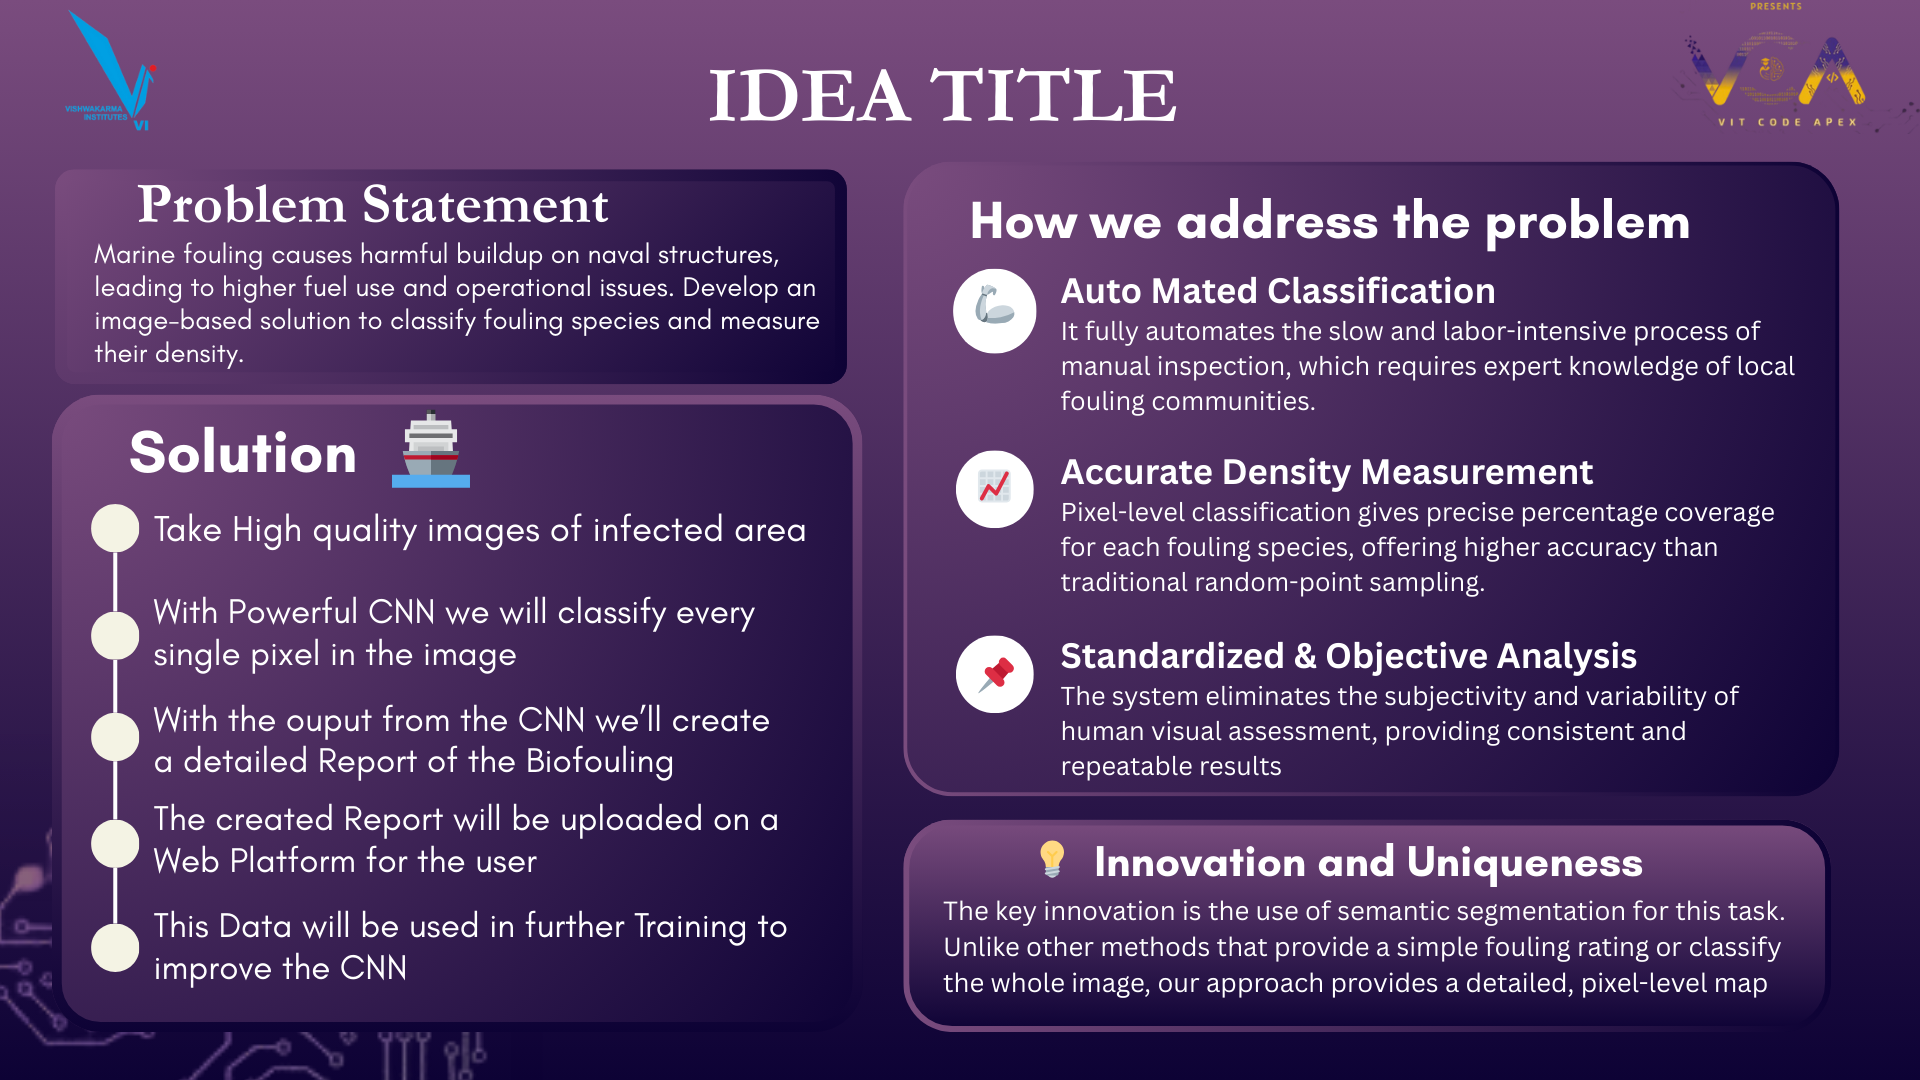 VISHWAKARMA
INSTITUTES
VI
PRESENTS
VCA
VIT CODE APEX
IDEA TITLE
Problem Statement
Marine fouling causes harmful buildup on naval structures,
leading to higher fuel use and operational issues. Develop an
image-based solution to classify fouling species and measure
their density.
Solution
Take High quality images of infected area
With Powerful CNN we will classify every
single pixel in the image
With the ouput from the CNN we’ll create
a detailed Report of the Biofouling
The created Report will be uploaded on a
Web Platform for the user
This Data will be used in further Training to
improve the CNN
How we address the problem
Auto Mated Classification
It fully automates the slow and labor-intensive process of
manual inspection, which requires expert knowledge of local
fouling communities.
Accurate Density Measurement
Pixel-level classification gives precise percentage coverage
for each fouling species, offering higher accuracy than
traditional random-point sampling.
Standardized & Objective Analysis
The system eliminates the subjectivity and variability of
human visual assessment, providing consistent and
repeatable results
Innovation and Uniqueness
The key innovation is the use of semantic segmentation for this task.
Unlike other methods that provide a simple fouling rating or classify
the whole image, our approach provides a detailed, pixel-level map